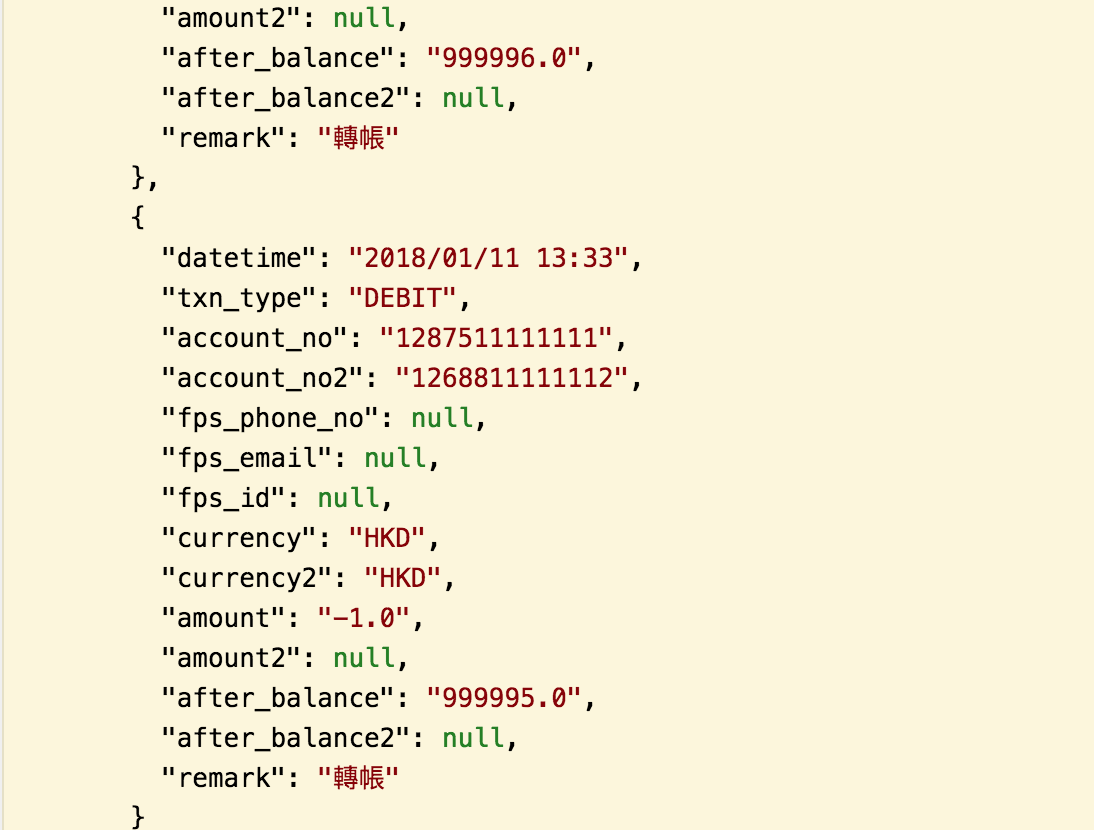 "amount2": null,
"after_balance": "999996.0",
"after_balance2": null,
"remark": "轉帳"
},
{
"datetime": "2018/01/11 13:33",
"txn_type": "DEBIT",
"account_no": "1287511111111",
"account_no2": "1268811111112",
"fps_phone_no": null,
"fps_email": null,
"fps_id": null,
"currency": "HKD",
"currency2": "HKD",
"amount": "-1.0",
"amount2": null,
"after_balance": "999995.0",
"after_balance2": null,
"remark": "轉帳"
}